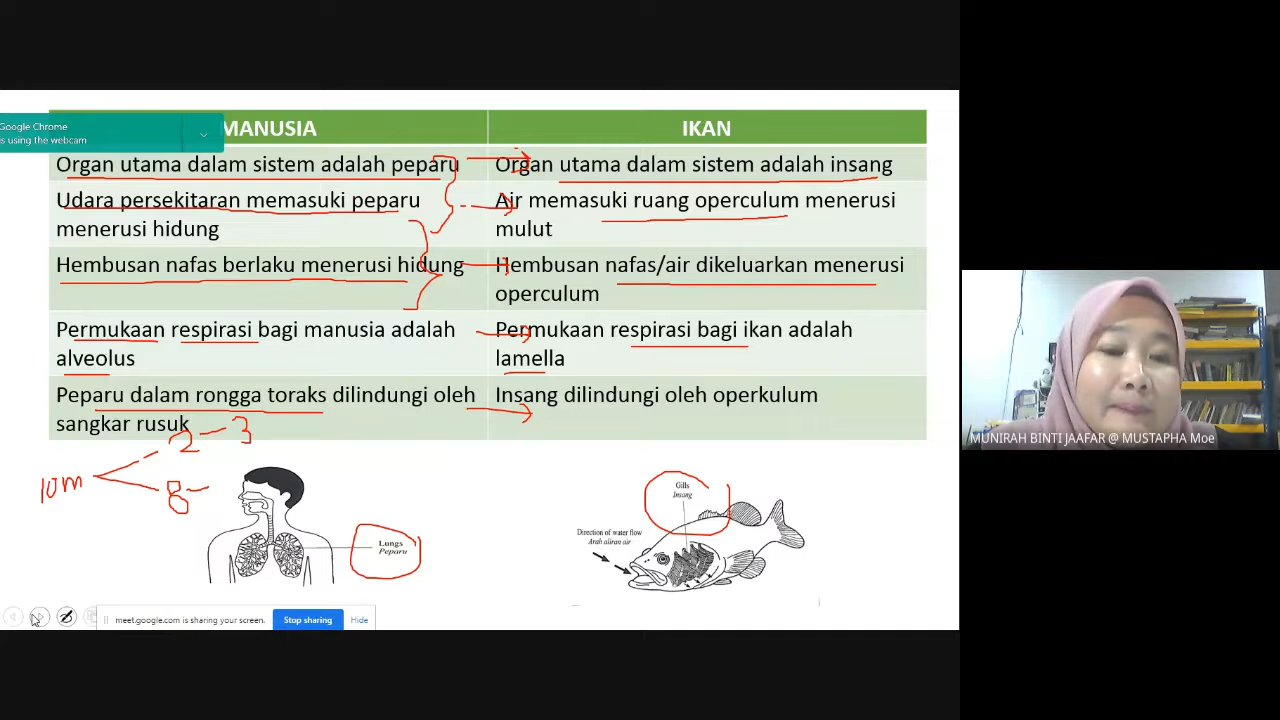 Google Chrome
is using the webcam
MANUSIA
IKAN
Organ utama dalam sistem adalah peparu
Organ utama dalam sistem adalah insang
Udara persekitaran memasuki peparu
menerusi hidung
Air memasuki ruang operculum menerusi
mulut
Hembusan nafas berlaku menerusi hidung
Hembusan nafas/air dikeluarkan menerusi
operculum
Permukaan respirasi bagi manusia adalah
alveolus
Permukaan respirasi bagi ikan adalah
lamella
Peparu dalam rongga toraks dilindungi oleh
sangkar rusuk
Insang dilindungi oleh operkulum
2 - 3
10m
8 -
Lungs
Peparu
Gills
Insang
Direction of water flow
Arah aliran air
meet.google.com is sharing your screen.
Stop sharing
Hide
MUNIRAH BINTI JAAFAR @ MUSTAPHA Moe